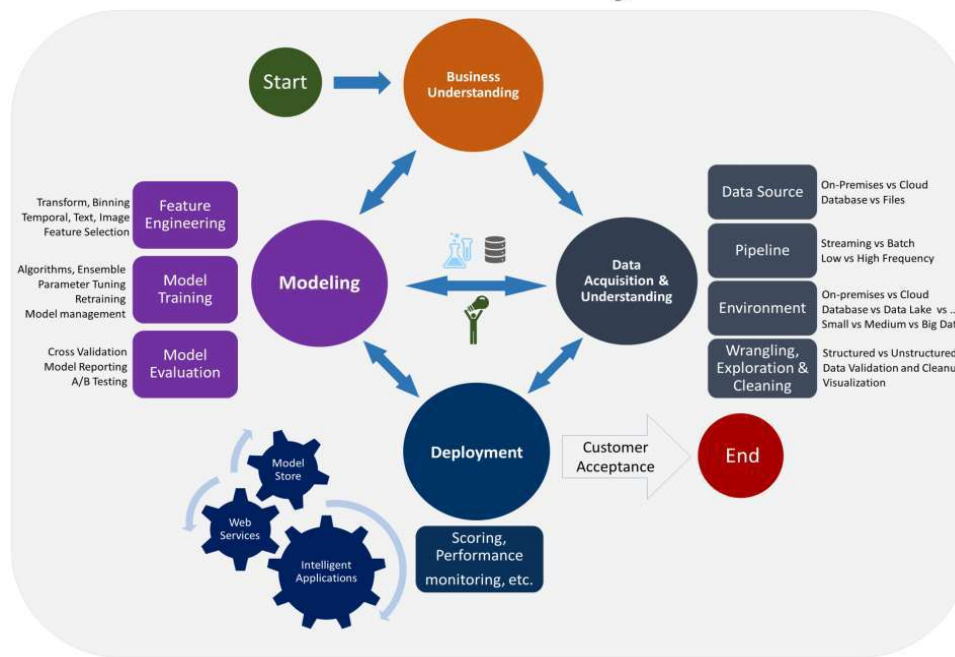 Start
Business
Understanding
Transform, Binning
Temporal, Text, Image
Feature Selection
Feature
Engineering
Algorithms, Ensemble
Parameter Tuning
Retraining
Model management
Model
Training
Cross Validation
Model Reporting
A/B Testing
Model
Evaluation
Modeling
Data
Acquisition &
Understanding
Data Source
On-Premises vs Cloud
Database vs Files
Pipeline
Streaming vs Batch
Low vs High Frequency
Environment
On-premises vs Cloud
Database vs Data Lake vs ..
Small vs Medium vs Big Dat
Wrangling,
Exploration &
Cleaning
Structured vs Unstructured
Data Validation and Cleanu
Visualization
Deployment
Customer
Acceptance
End
Scoring,
Performance
monitoring, etc.
Model
Store
Web
Services
Intelligent
Applications